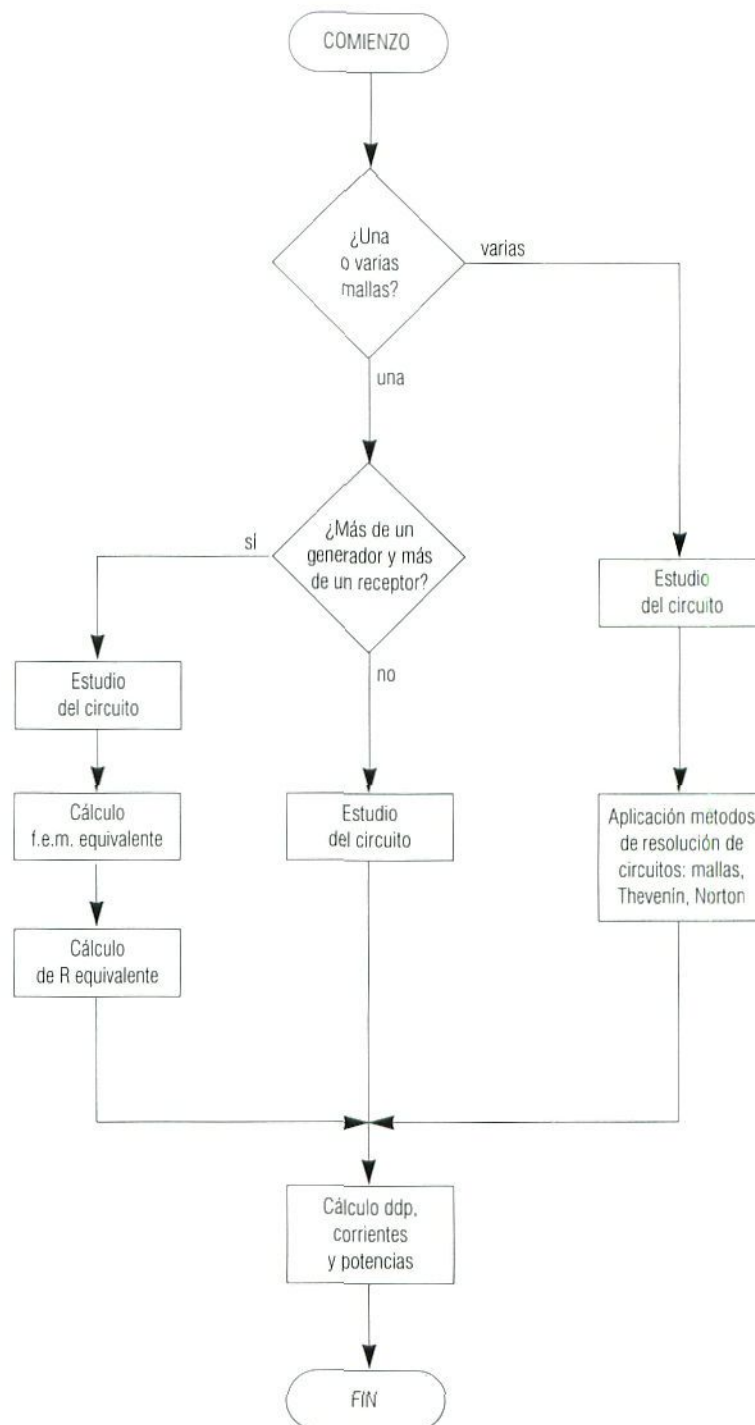 COMIENZO
¿Una
o varias
mallas?
varias
una
¿Más de un
generador y más
de un receptor?
sí
no
Estudio
del circuito
Estudio
del circuito
Cálculo
f.e.m. equivalente
Estudio
del circuito
Aplicación métodos
de resolución de
circuitos: mallas,
Thevenín, Norton
Cálculo
de R equivalente
Cálculo ddp,
corrientes
y potencias
FIN